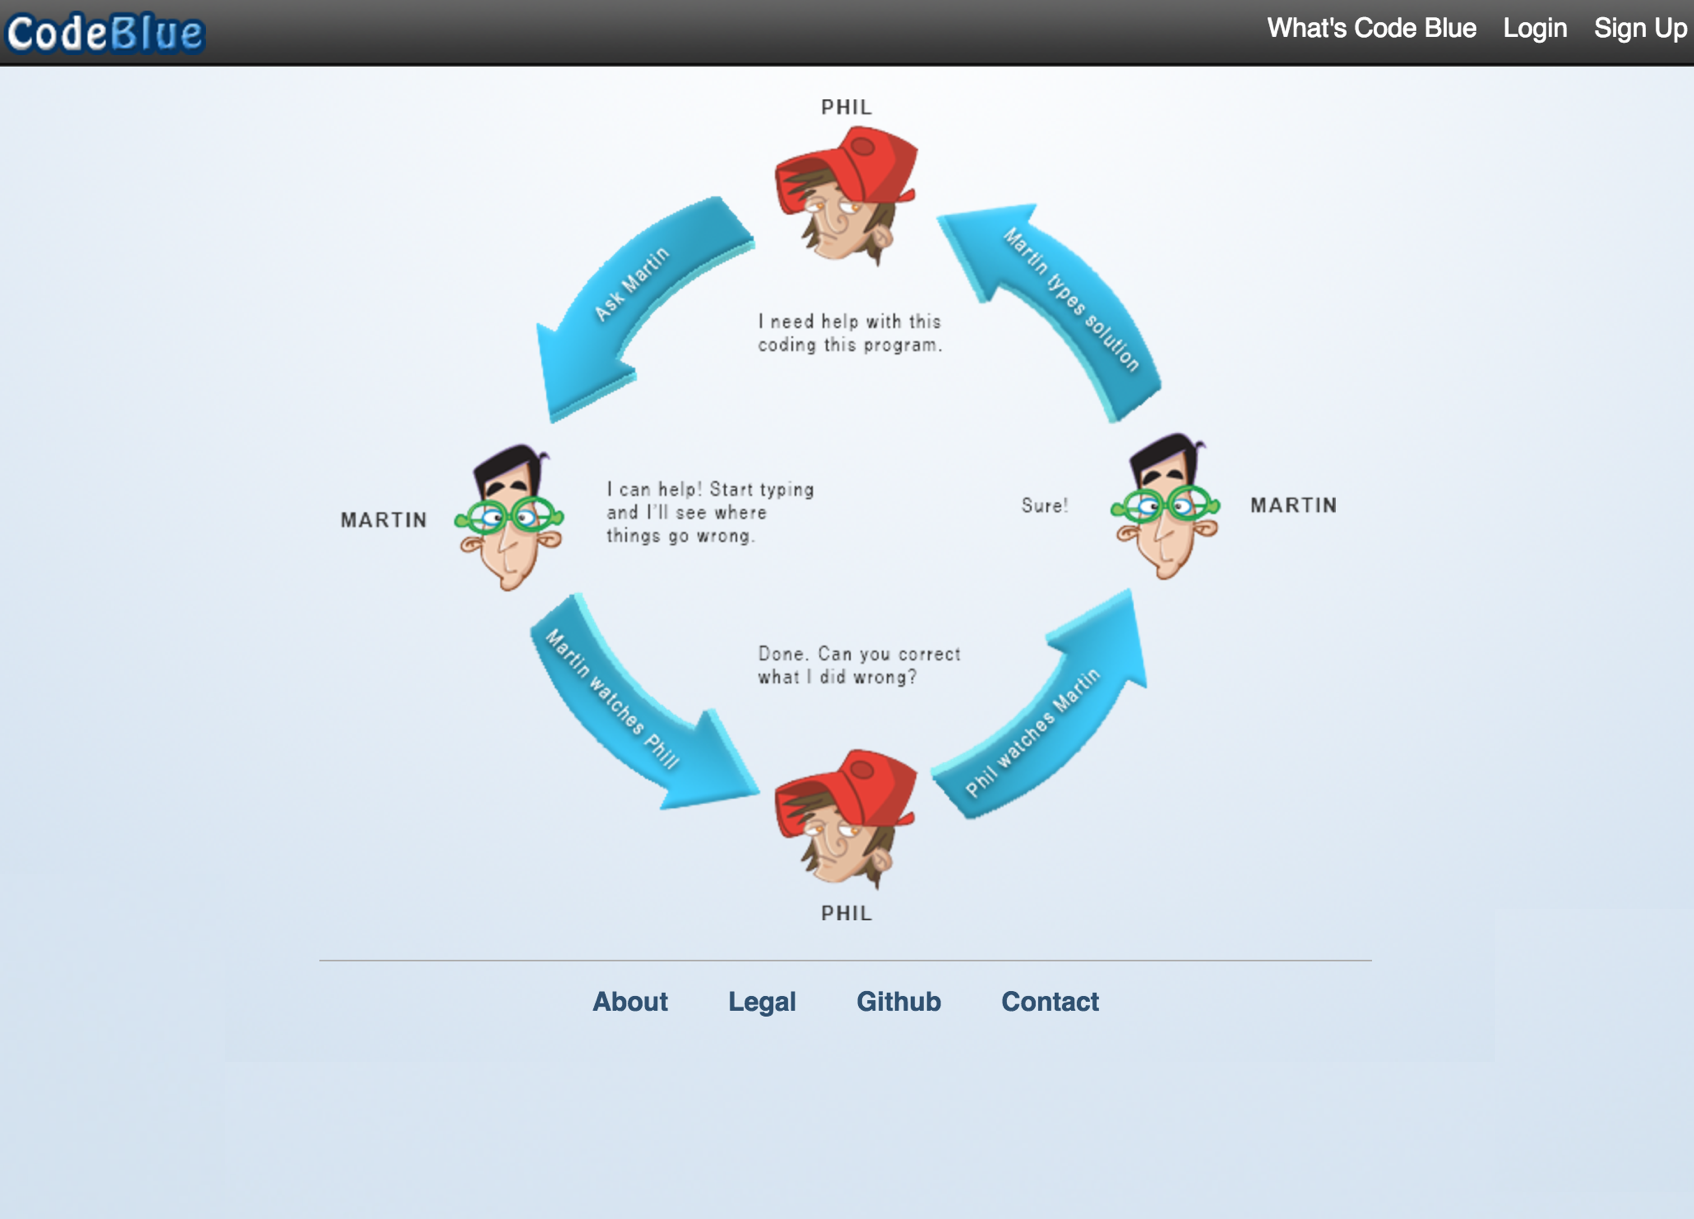 CodeBlue
What's Code Blue Login Sign Up
PHIL
Ask Martin
Martin types solution
I need help with this
coding this program.
MARTIN
I can help! Start typing
and I'll see where
things go wrong.
Sure!
MARTIN
Martin watches Phill
Done. Can you correct
what I did wrong?
Phil watches Martin
PHIL
About Legal Github Contact